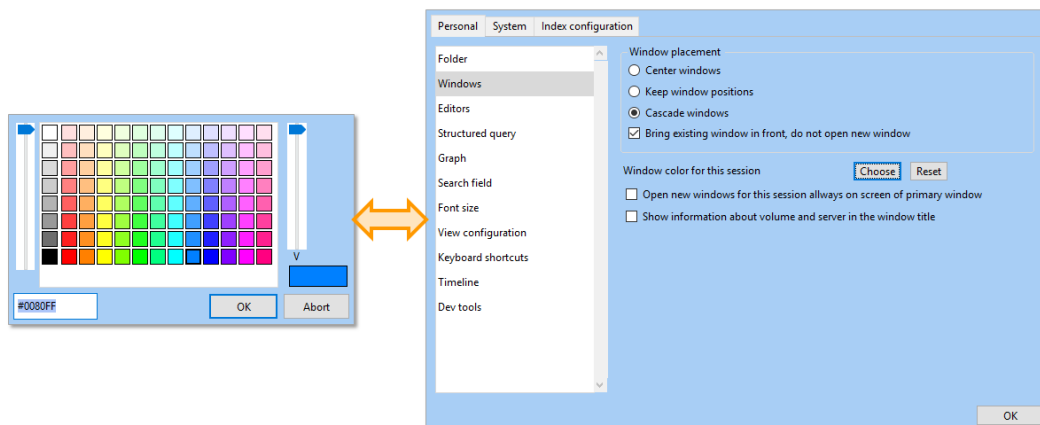 V
#0080FF
OK
Abort
Personal
System
Index configuration
Folder
Windows
Editors
Structured query
Graph
Search field
Font size
View configuration
Keyboard shortcuts
Timeline
Dev tools
Window placement
Center windows
Keep window positions
Cascade windows
Bring existing window in front, do not open new window
Window color for this session
Choose
Reset
Open new windows for this session allways on screen of primary window
Show information about volume and server in the window title
OK